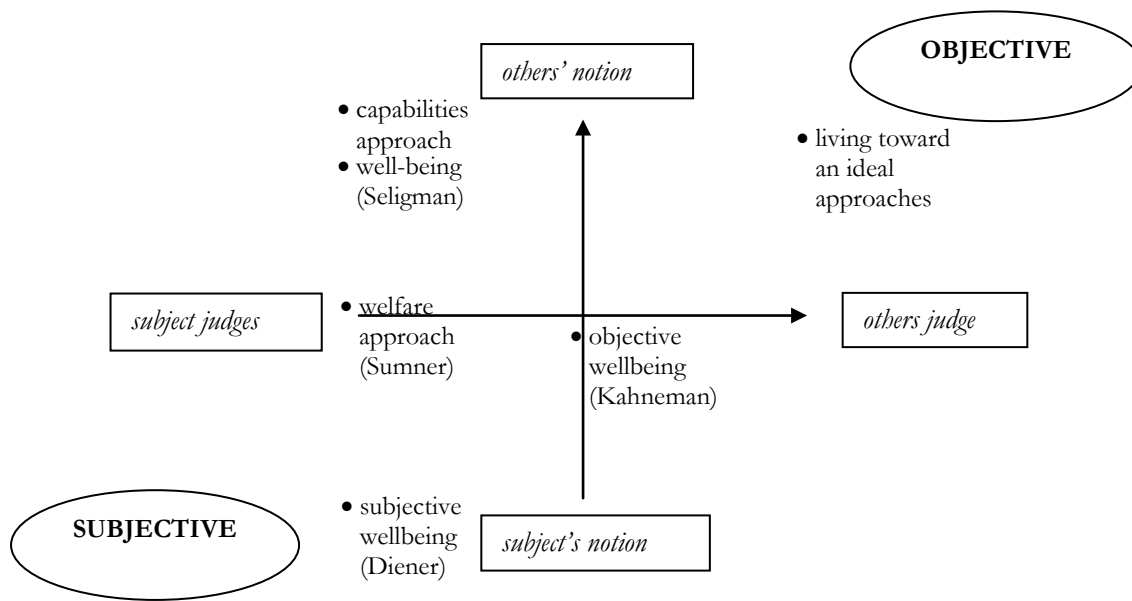 OBJECTIVE
others’ notion
• capabilities
approach
• well-being
(Seligman)
• living toward
an ideal
approaches
subject judges
• welfare
approach
(Sumner)
• objective
wellbeing
(Kahneman)
others judge
SUBJECTIVE
• subjective
wellbeing
(Diener)
subject's notion